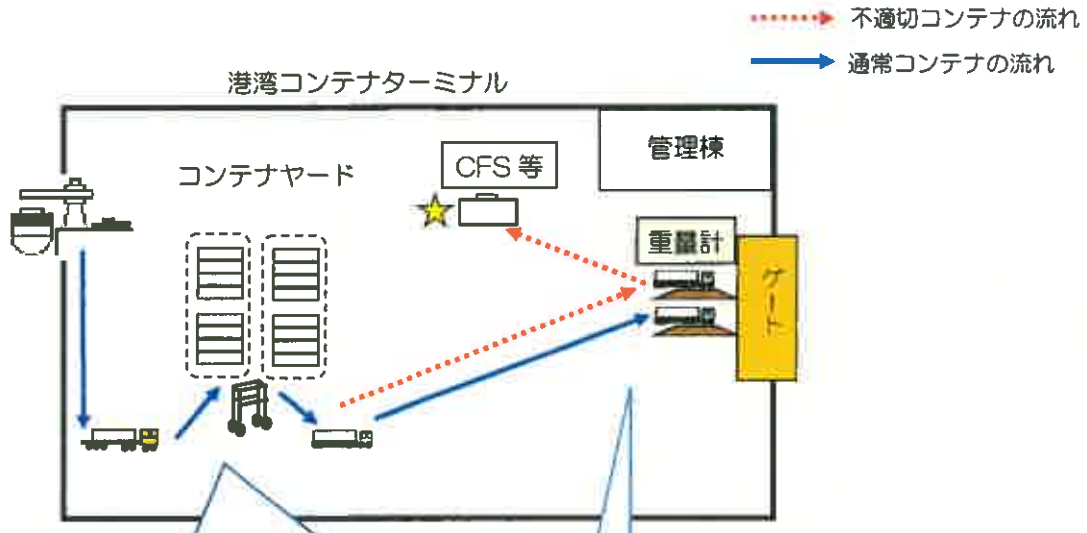 不適切コンテナの流れ
通常コンテナの流れ
港湾コンテナターミナル
管理棟
CFS 等
コンテナヤード
重量計
ゲート